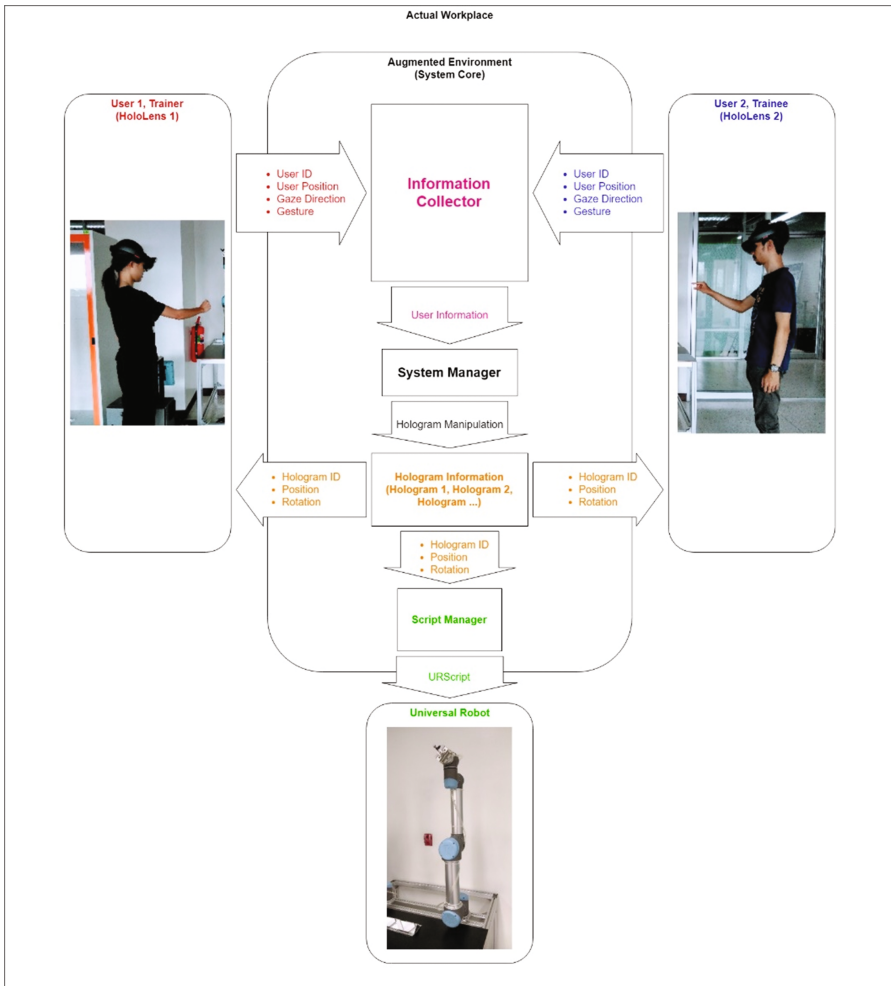 Actual Workplace
Augmented Environment
(System Core)
User 1, Trainer
(HoloLens 1)
User 2, Trainee
(HoloLens 2)
• User ID
• User Position
• Gaze Direction
• Gesture
Information
Collector
• User ID
• User Position
• Gaze Direction
• Gesture
User Information
System Manager
Hologram Manipulation
• Hologram ID
• Position
• Rotation
Hologram Information
(Hologram 1, Hologram 2,
Hologram ...)
• Hologram ID
• Position
• Rotation
• Hologram ID
• Position
• Rotation
Script Manager
URScript
Universal Robot